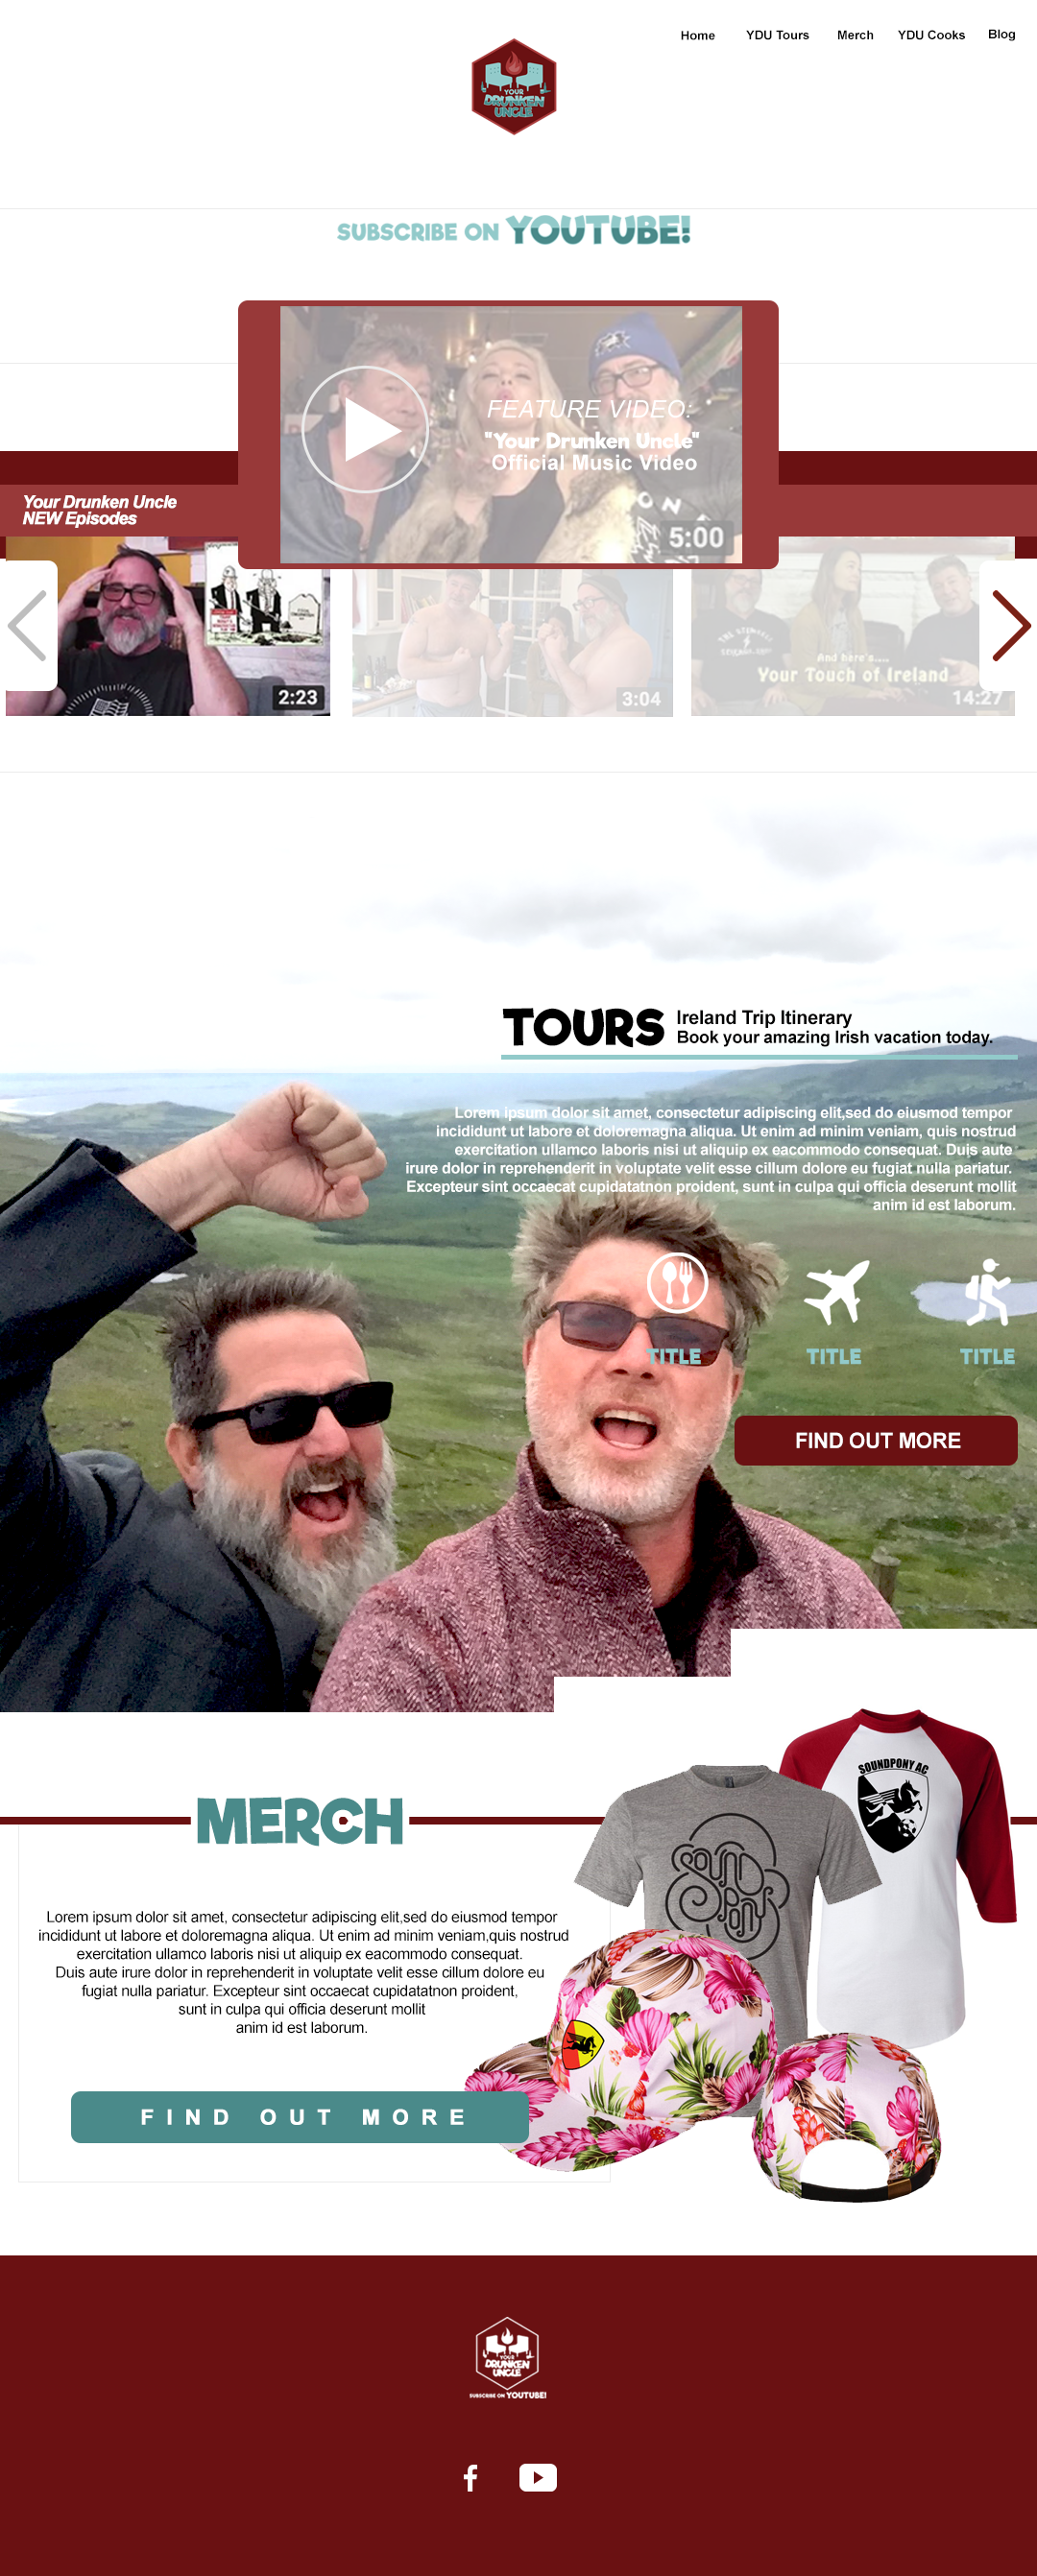 Home YDU Tours Merch YDU Cooks Blog
YOUR
DRUNKEN
UNCLE
SUBSCRIBE ON YOUTUBE!
FEATURE VIDEO:
"Your Drunken Uncle"
Official Music Video
5:00
Your Drunken Uncle
NEW Episodes
2:23
3:04
And here's....
Your Touch of Ireland
14:27
TOURS
Ireland Trip Itinerary
Book your amazing Irish vacation today.
Lorem ipsum dolor sit amet, consectetur adipiscing elit,sed do eiusmod tempor
incididunt ut labore et doloremagna aliqua. Ut enim ad minim veniam, quis nostrud
exercitation ullamco laboris nisi ut aliquip ex eacommodo consequat. Duis aute
irure dolor in reprehenderit in voluptate velit esse cillum dolore eu fugiat nulla pariatur.
Excepteur sint occaecat cupidatatnon proident, sunt in culpa qui officia deserunt mollit
anim id est laborum.
TITLE TITLE TITLE
FIND OUT MORE
SOUNDPONY AC
MERCH
Sound
Pony
Lorem ipsum dolor sit amet, consectetur adipiscing elit,sed do eiusmod tempor
incididunt ut labore et doloremagna aliqua. Ut enim ad minim veniam,quis nostrud
exercitation ullamco laboris nisi ut aliquip ex eacommodo consequat.
Duis aute irure dolor in reprehenderit in voluptate velit esse cillum dolore eu
fugiat nulla pariatur. Excepteur sint occaecat cupidatatnon proident,
sunt in culpa qui officia deserunt mollit
anim id est laborum.
FIND OUT MORE
YOUR
DRUNKEN
UNCLE
SUBSCRIBE ON YOUTUBE!